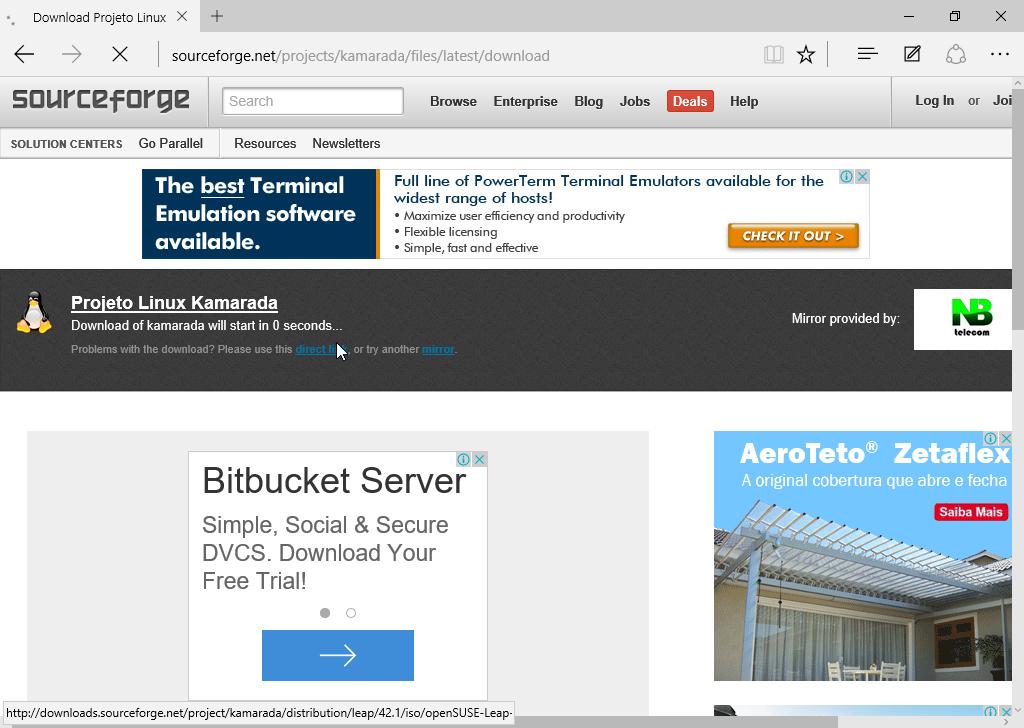 Download Projeto Linux
sourceforge.net/projects/kamarada/files/latest/download
sourceforge
Search
Browse Enterprise Blog Jobs Deals Help
Log In or Joi
SOLUTION CENTERS Go Parallel Resources Newsletters
The best Terminal
Emulation software
available.
Full line of PowerTerm Terminal Emulators available for the
widest range of hosts!
• Maximize user efficiency and productivity
• Flexible licensing
• Simple, fast and effective
CHECK IT OUT >
Projeto Linux Kamarada
Download of kamarada will start in 0 seconds...
Problems with the download? Please use this direct li , or try another mirror.
Mirror provided by:
NB
telecom
Bitbucket Server
Simple, Social & Secure
DVCS. Download Your
Free Trial!
AeroTeto® Zetaflex
A original cobertura que abre e fecha
Saiba Mais
http://downloads.sourceforge.net/project/kamarada/distribution/leap/42.1/iso/openSUSE-Leap-